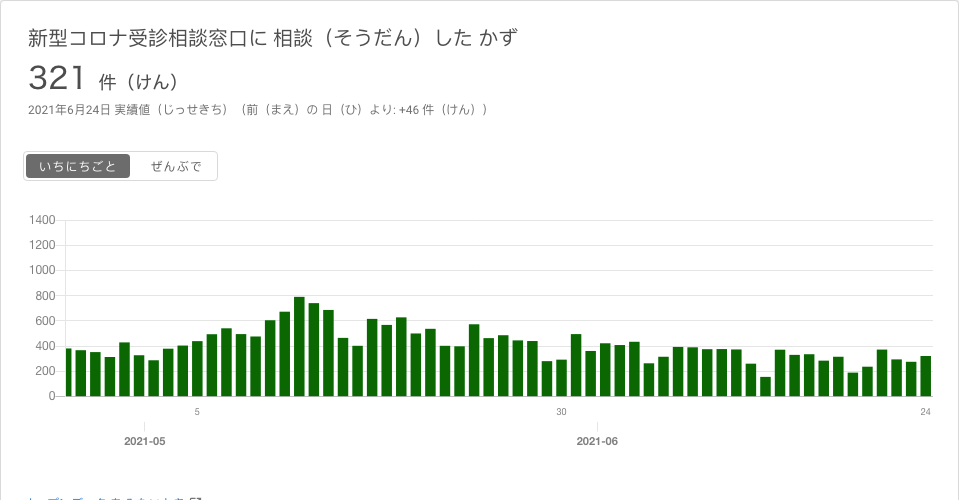 新型コロナ受診相談窓口に 相談（そうだん）した かず
321 件（けん）
2021年6月24日 実績値（じっせきち）（前（まえ）の 日（ひ）より: +46 件（けん））
いちにちごと ぜんぶで
1400
1200
1000
800
600
400
200
0
5 30 24
2021-05 2021-06